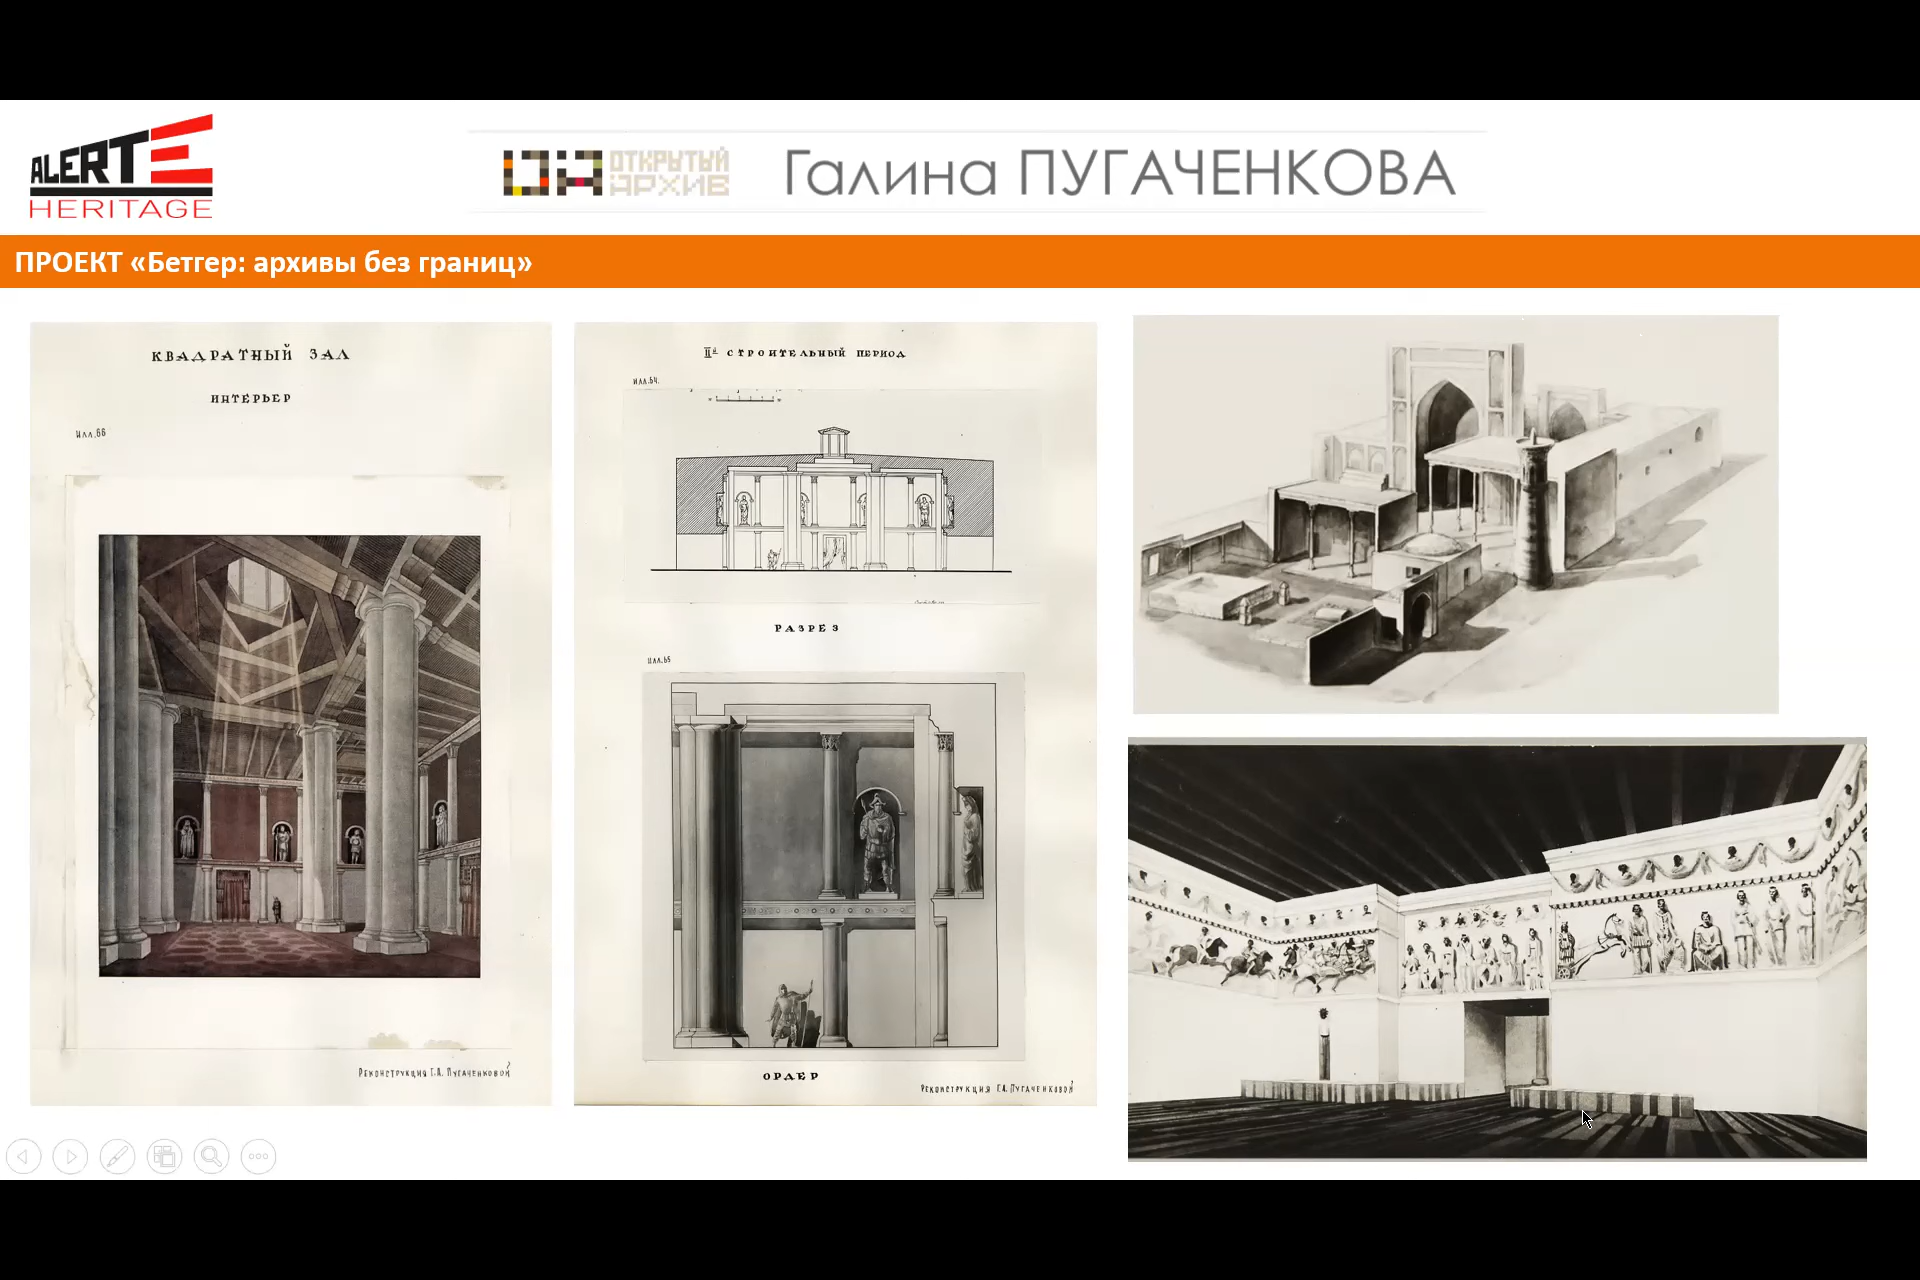 ALERTE
HERITAGE
ОТКРЫТЫЙ
АРХИВ
Галина ПУГАЧЕНКОВА
ПРОЕКТ «Бетгер: архивы без границ»
КВАДРАТНЫЙ ЗАЛ
ИНТЕРЬЕР
Илл.66
Реконструкция Г.А. Пугаченковой
IIй СТРОИТЕЛЬНЫЙ ПЕРИОД
Илл.64.
РАЗРЕЗ
Илл.65
ОРДЕР
Реконструкция Г.А. Пугаченковой